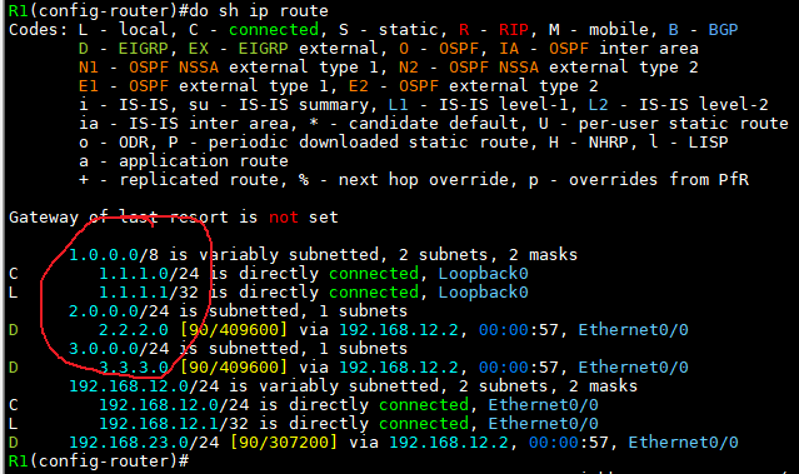 R1(config-router)#do sh ip route
Codes: L - local, C - connected, S - static, R - RIP, M - mobile, B - BGP
D - EIGRP, EX - EIGRP external, O - OSPF, IA - OSPF inter area
N1 - OSPF NSSA external type 1, N2 - OSPF NSSA external type 2
E1 - OSPF external type 1, E2 - OSPF external type 2
i - IS-IS, su - IS-IS summary, L1 - IS-IS level-1, L2 - IS-IS level-2
ia - IS-IS inter area, * - candidate default, U - per-user static route
o - ODR, P - periodic downloaded static route, H - NHRP, l - LISP
a - application route
+ - replicated route, % - next hop override, p - overrides from PfR
Gateway of last resort is not set
1.0.0.0/8 is variably subnetted, 2 subnets, 2 masks
C 1.1.1.0/24 is directly connected, Loopback0
L 1.1.1.1/32 is directly connected, Loopback0
2.0.0.0/24 is subnetted, 1 subnets
D 2.2.2.0 [90/409600] via 192.168.12.2, 00:00:57, Ethernet0/0
3.0.0.0/24 is subnetted, 1 subnets
D 3.3.3.0 [90/409600] via 192.168.12.2, 00:00:57, Ethernet0/0
192.168.12.0/24 is variably subnetted, 2 subnets, 2 masks
C 192.168.12.0/24 is directly connected, Ethernet0/0
L 192.168.12.1/32 is directly connected, Ethernet0/0
D 192.168.23.0/24 [90/307200] via 192.168.12.2, 00:00:57, Ethernet0/0
R1(config-router)#